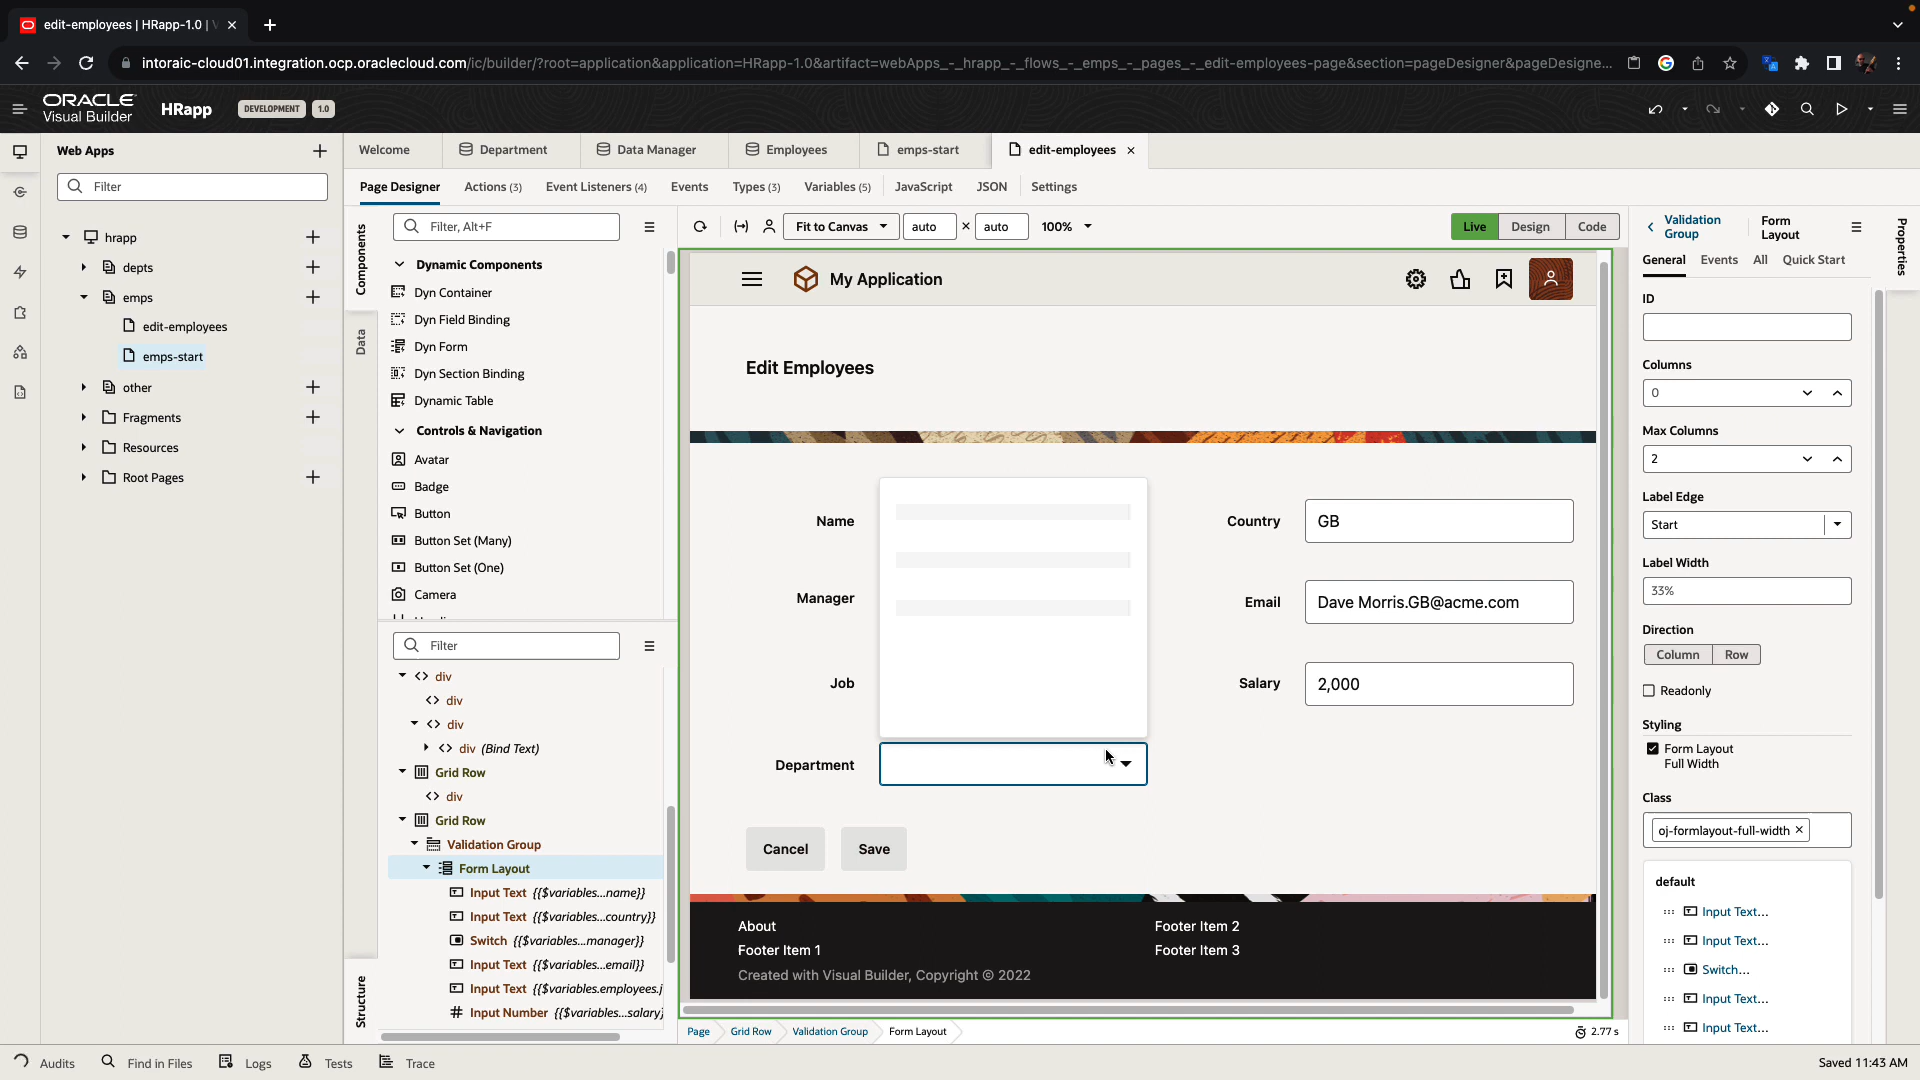 edit-employees | HRapp-1.0 |
intoraic-cloud01.integration.ocp.oraclecloud.com/ic/builder/?root=application&application=HRapp-1.0&artifact=webApps_-_hrapp_-_flows_-_emps_-_pages_-_edit-employees-page&section=pageDesigner&pageDesigne...
ORACLE
Visual Builder
HRapp
DEVELOPMENT
1.0
Web Apps
Filter
hrapp
depts
emps
edit-employees
emps-start
other
Fragments
Resources
Root Pages
Welcome
Department
Data Manager
Employees
emps-start
edit-employees
Page Designer
Actions (3)
Event Listeners (4)
Events
Types (3)
Variables (5)
JavaScript
JSON
Settings
Components
Data
Structure
Filter, Alt+F
Dynamic Components
Dyn Container
Dyn Field Binding
Dyn Form
Dyn Section Binding
Dynamic Table
Controls & Navigation
Avatar
Badge
Button
Button Set (Many)
Button Set (One)
Camera
Filter
div
div
div
div (Bind Text)
Grid Row
div
Grid Row
Validation Group
Form Layout
Input Text {{$variables...name}}
Input Text {{$variables...country}}
Switch {{$variables...manager}}
Input Text {{$variables...email}}
Input Text {{$variables.employees.j
Input Number {{$variables...salary}
Fit to Canvas
auto
×
auto
100%
Live
Design
Code
My Application
Edit Employees
Name
Country
GB
Manager
Email
Dave Morris.GB@acme.com
Job
Salary
2,000
Department
Cancel
Save
About
Footer Item 2
Footer Item 1
Footer Item 3
Created with Visual Builder, Copyright © 2022
Page
Grid Row
Validation Group
Form Layout
2.77 s
Validation
Group
Form
Layout
Properties
General
Events
All
Quick Start
ID
Columns
0
Max Columns
2
Label Edge
Start
Label Width
33%
Direction
Column
Row
Readonly
Styling
Form Layout
Full Width
Class
oj-formlayout-full-width
default
Input Text...
Input Text...
Switch...
Input Text...
Input Text...
Audits
Find in Files
Logs
Tests
Trace
Saved 11:43 AM